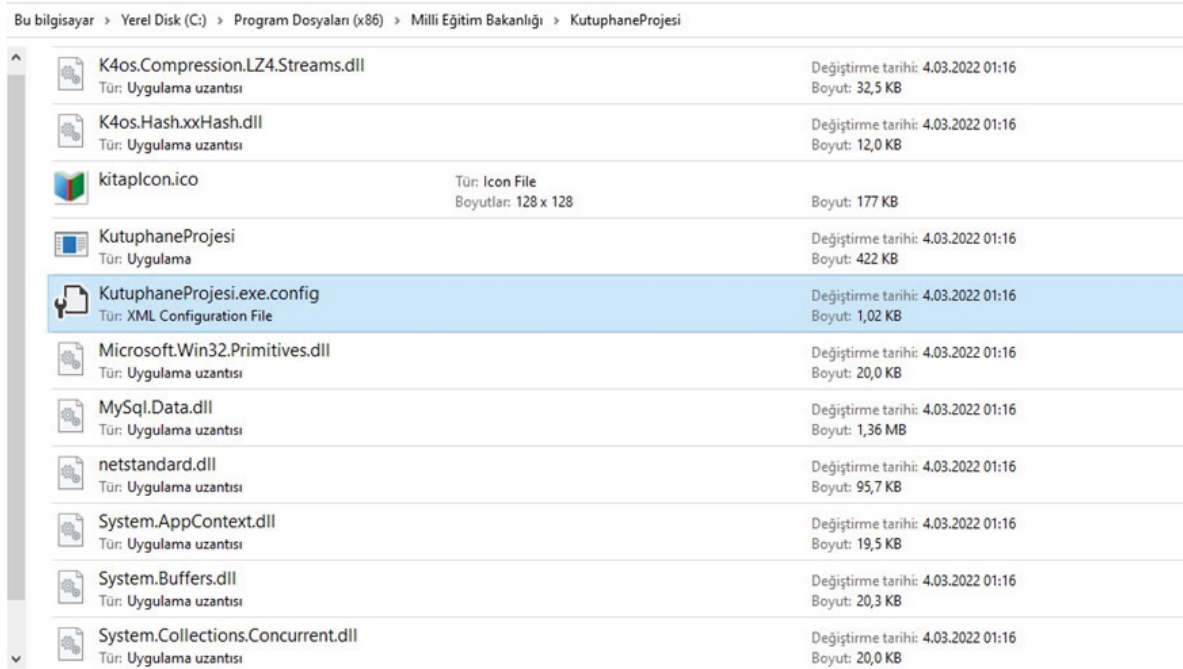 Bu bilgisayar > Yerel Disk (C:) > Program Dosyaları (x86) > Milli Eğitim Bakanlığı > KutuphaneProjesi
K4os.Compression.LZ4.Streams.dll Değiştirme tarihi: 4.03.2022 01:16
Tür: Uygulama uzantısı Boyut: 32,5 KB
K4os.Hash.xxHash.dll Değiştirme tarihi: 4.03.2022 01:16
Tür: Uygulama uzantısı Boyut: 12,0 KB
kitapIcon.ico Tür: Icon File
Boyutlar: 128 x 128 Boyut: 177 KB
KutuphaneProjesi Değiştirme tarihi: 4.03.2022 01:16
Tür: Uygulama Boyut: 422 KB
KutuphaneProjesi.exe.config Değiştirme tarihi: 4.03.2022 01:16
Tür: XML Configuration File Boyut: 1,02 KB
Microsoft.Win32.Primitives.dll Değiştirme tarihi: 4.03.2022 01:16
Tür: Uygulama uzantısı Boyut: 20,0 KB
MySql.Data.dll Değiştirme tarihi: 4.03.2022 01:16
Tür: Uygulama uzantısı Boyut: 1,36 MB
netstandard.dll Değiştirme tarihi: 4.03.2022 01:16
Tür: Uygulama uzantısı Boyut: 95,7 KB
System.AppContext.dll Değiştirme tarihi: 4.03.2022 01:16
Tür: Uygulama uzantısı Boyut: 19,5 KB
System.Buffers.dll Değiştirme tarihi: 4.03.2022 01:16
Tür: Uygulama uzantısı Boyut: 20,3 KB
System.Collections.Concurrent.dll Değiştirme tarihi: 4.03.2022 01:16
Tür: Uygulama uzantısı Boyut: 20,0 KB